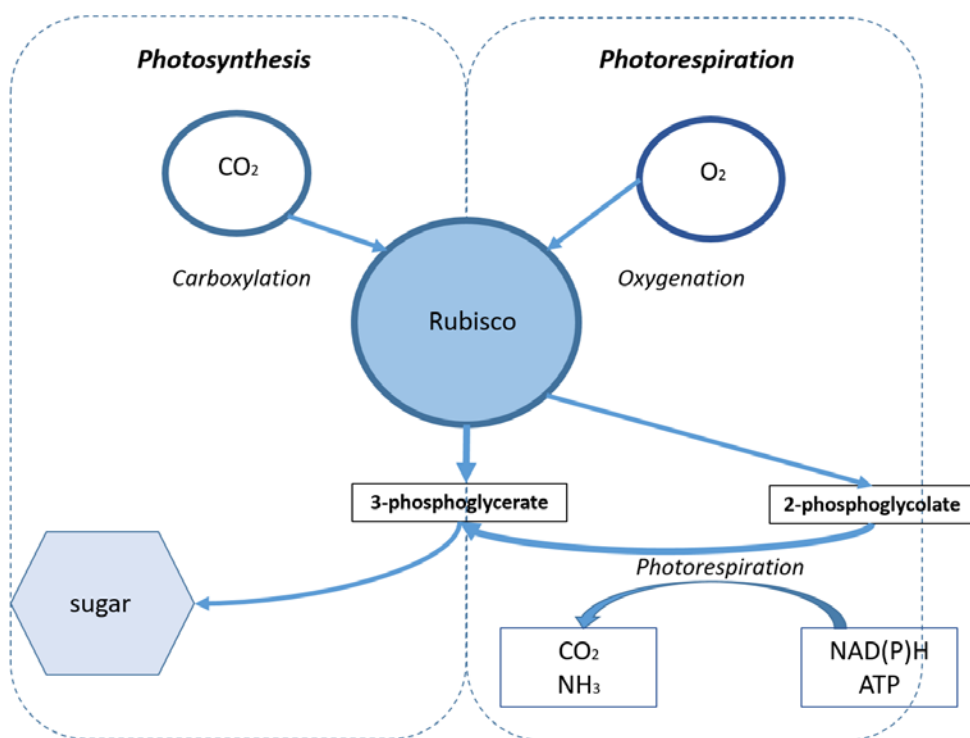 Photosynthesis
Photorespiration
CO₂
O₂
Carboxylation
Oxygenation
Rubisco
3-phosphoglycerate
2-phosphoglycolate
Photorespiration
sugar
CO₂
NH₃
NAD(P)H
ATP